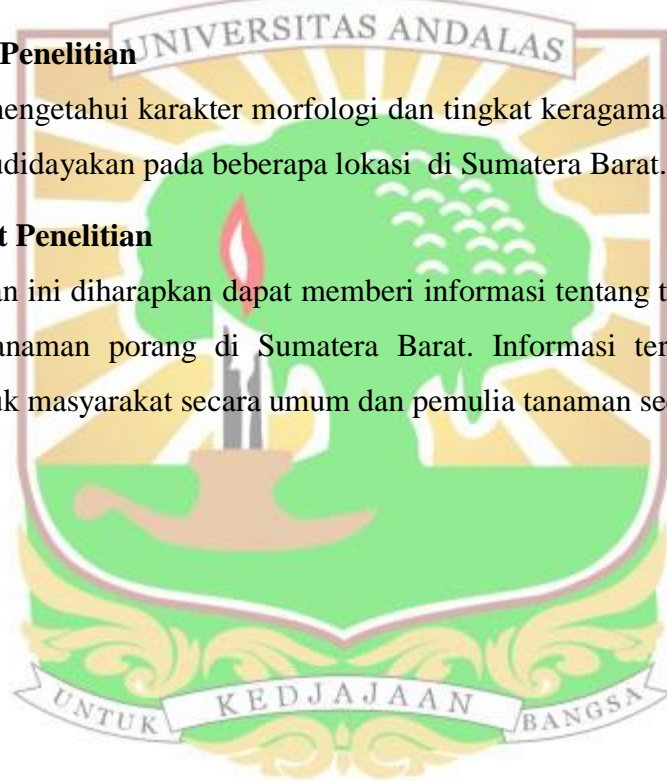 UNIVERSITAS ANDALAS
Penelitian
mengetahui karakter morfologi dan tingkat keragama
udidayakan pada beberapa lokasi di Sumatera Barat.
t Penelitian
an ini diharapkan dapat memberi informasi tentang t
anaman porang di Sumatera Barat. Informasi ter
uk masyarakat secara umum dan pemulia tanaman se
UNTUK KEDJAJAAN BANGSA